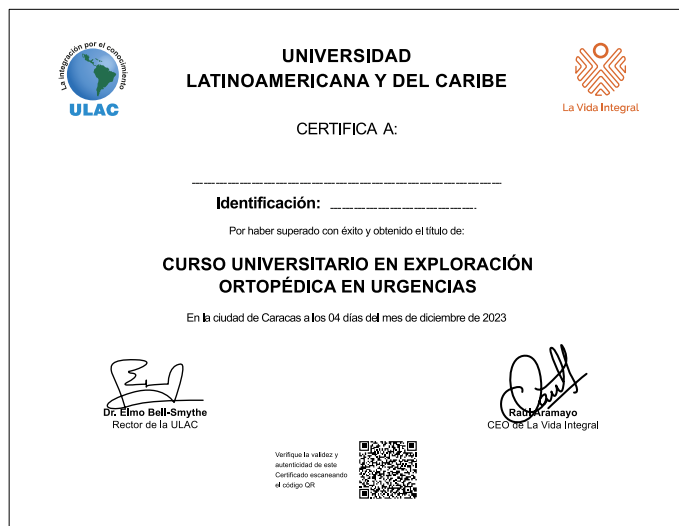 La integración por el conocimiento
ULAC
UNIVERSIDAD
LATINOAMERICANA Y DEL CARIBE
La Vida Integral
CERTIFICA A:
Identificación:
Por haber superado con éxito y obtenido el título de:
CURSO UNIVERSITARIO EN EXPLORACIÓN
ORTOPÉDICA EN URGENCIAS
En la ciudad de Caracas a los 04 días del mes de diciembre de 2023
Dr. Elmo Bell-Smythe
Rector de la ULAC
Raúl Aramayo
CEO de La Vida Integral
Verifique la validez y
autenticidad de este
Certificado escaneando
el código QR